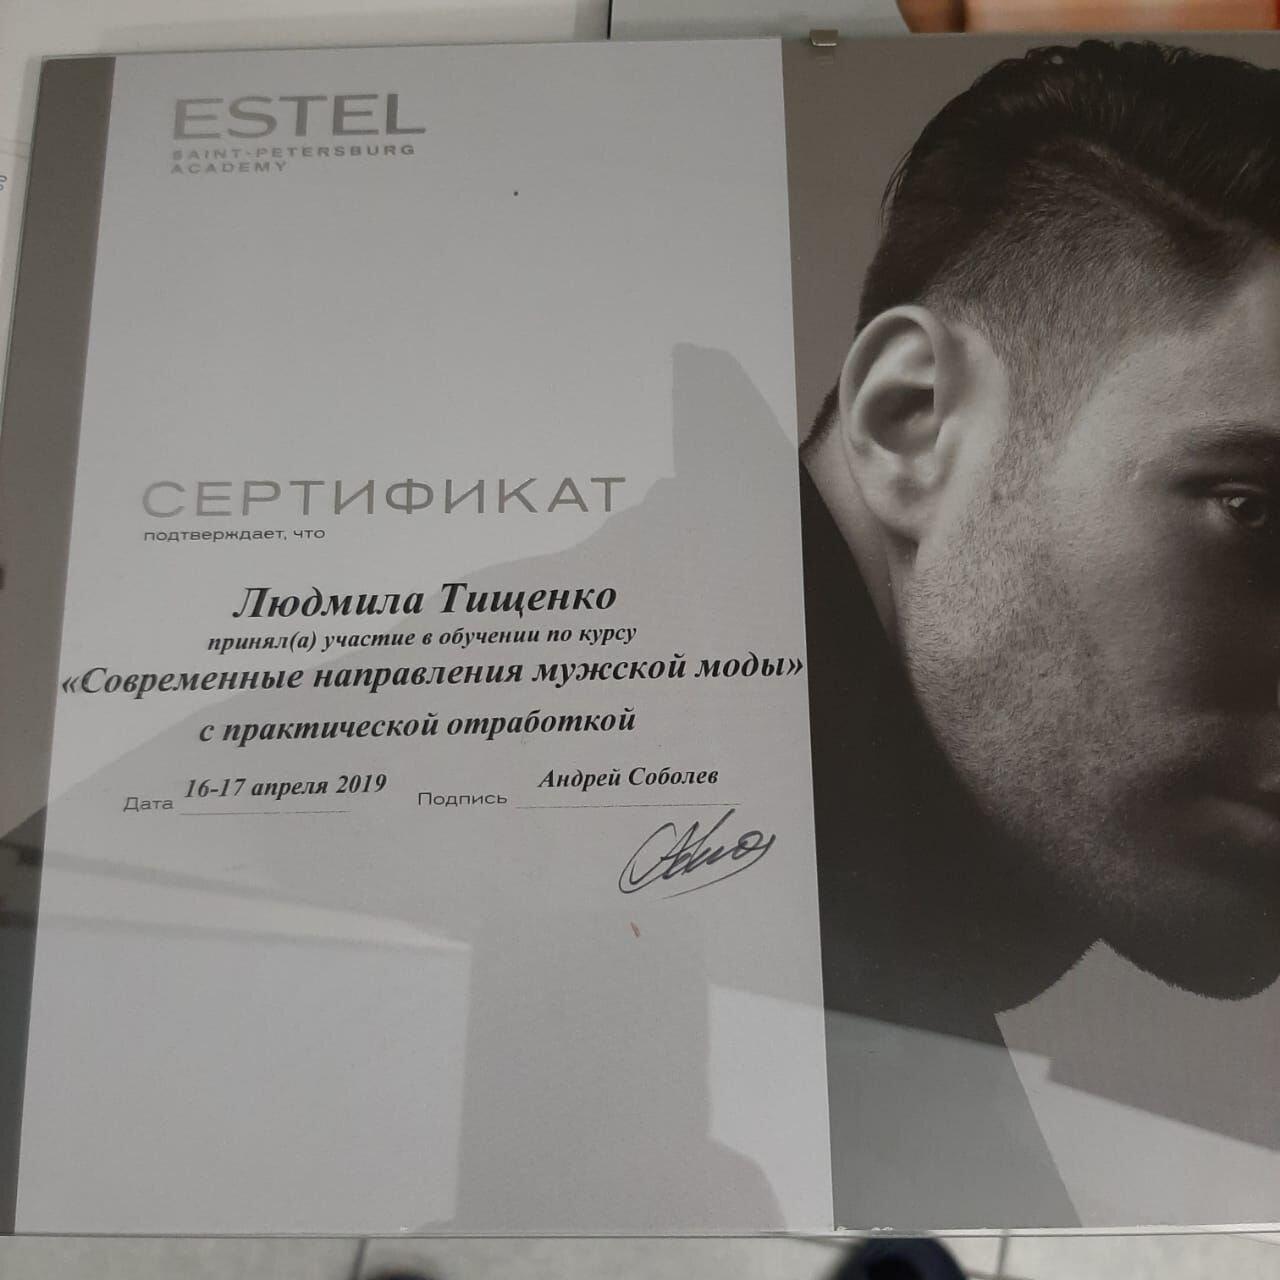 ESTEL
SAINT-PETERSBURG
ACADEMY
СЕРТИФИКАТ
подтверждает, что
Людмила Тищенко
принял(а) участие в обучении по курсу
«Современные направления мужской моды»
с практической отработкой
Дата 16-17 апреля 2019 Подпись Андрей Соболев